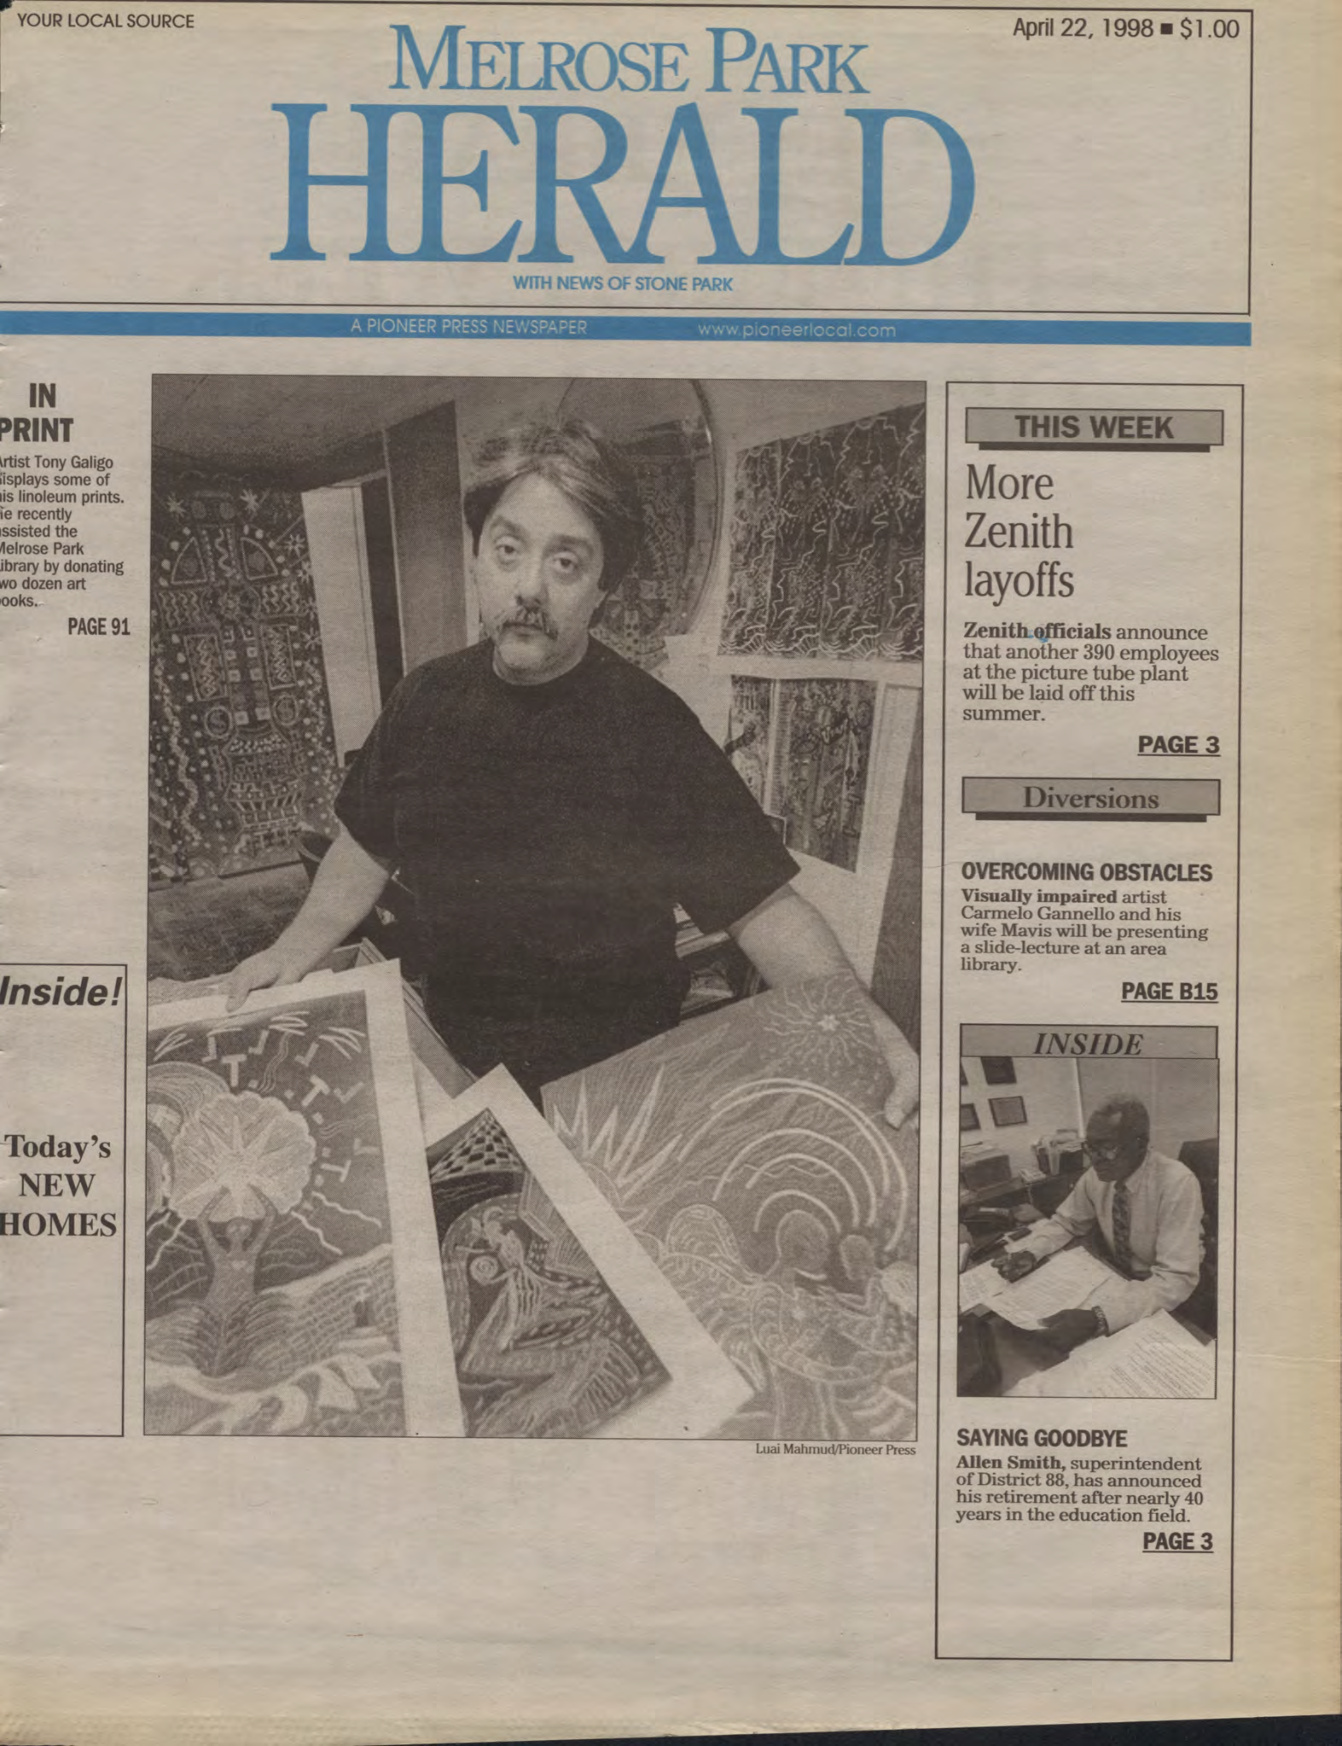 YOUR LOCAL SOURCE
April 22, 1998 ■ $1.00
MELROSE PARK
HERALD
WITH NEWS OF STONE PARK
A PIONEER PRESS NEWSPAPER www.pioneerlocal.com
IN
PRINT
rtist Tony Galigo
isplays some of
is linoleum prints.
e recently
ssisted the
elrose Park
ibrary by donating
wo dozen art
ooks.
PAGE 91
Inside!
Today's
NEW
HOMES
Luai Mahmud/Pioneer Press
THIS WEEK
More
Zenith
layoffs
Zenith officials announce
that another 390 employees
at the picture tube plant
will be laid off this
summer.
PAGE 3
Diversions
OVERCOMING OBSTACLES
Visually impaired artist
Carmelo Gannello and his
wife Mavis will be presenting
a slide-lecture at an area
library.
PAGE B15
INSIDE
SAYING GOODBYE
Allen Smith, superintendent
of District 88, has announced
his retirement after nearly 40
years in the education field.
PAGE 3